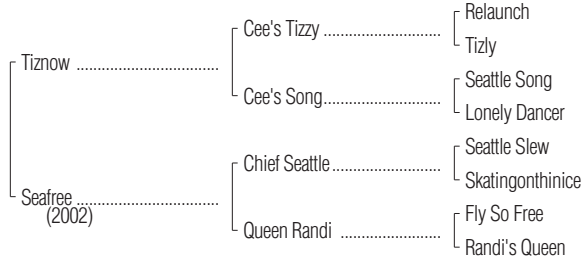 Relaunch
Cee's Tizzy ..............................
Tizly
Tiznow .....................................
Seattle Song
Cee's Song..............................
Lonely Dancer
Seattle Slew
Chief Seattle............................
Skatingonthinice
Seafree .....................................
(2002)
Fly So Free
Queen Randi ..........................
Randi's Queen